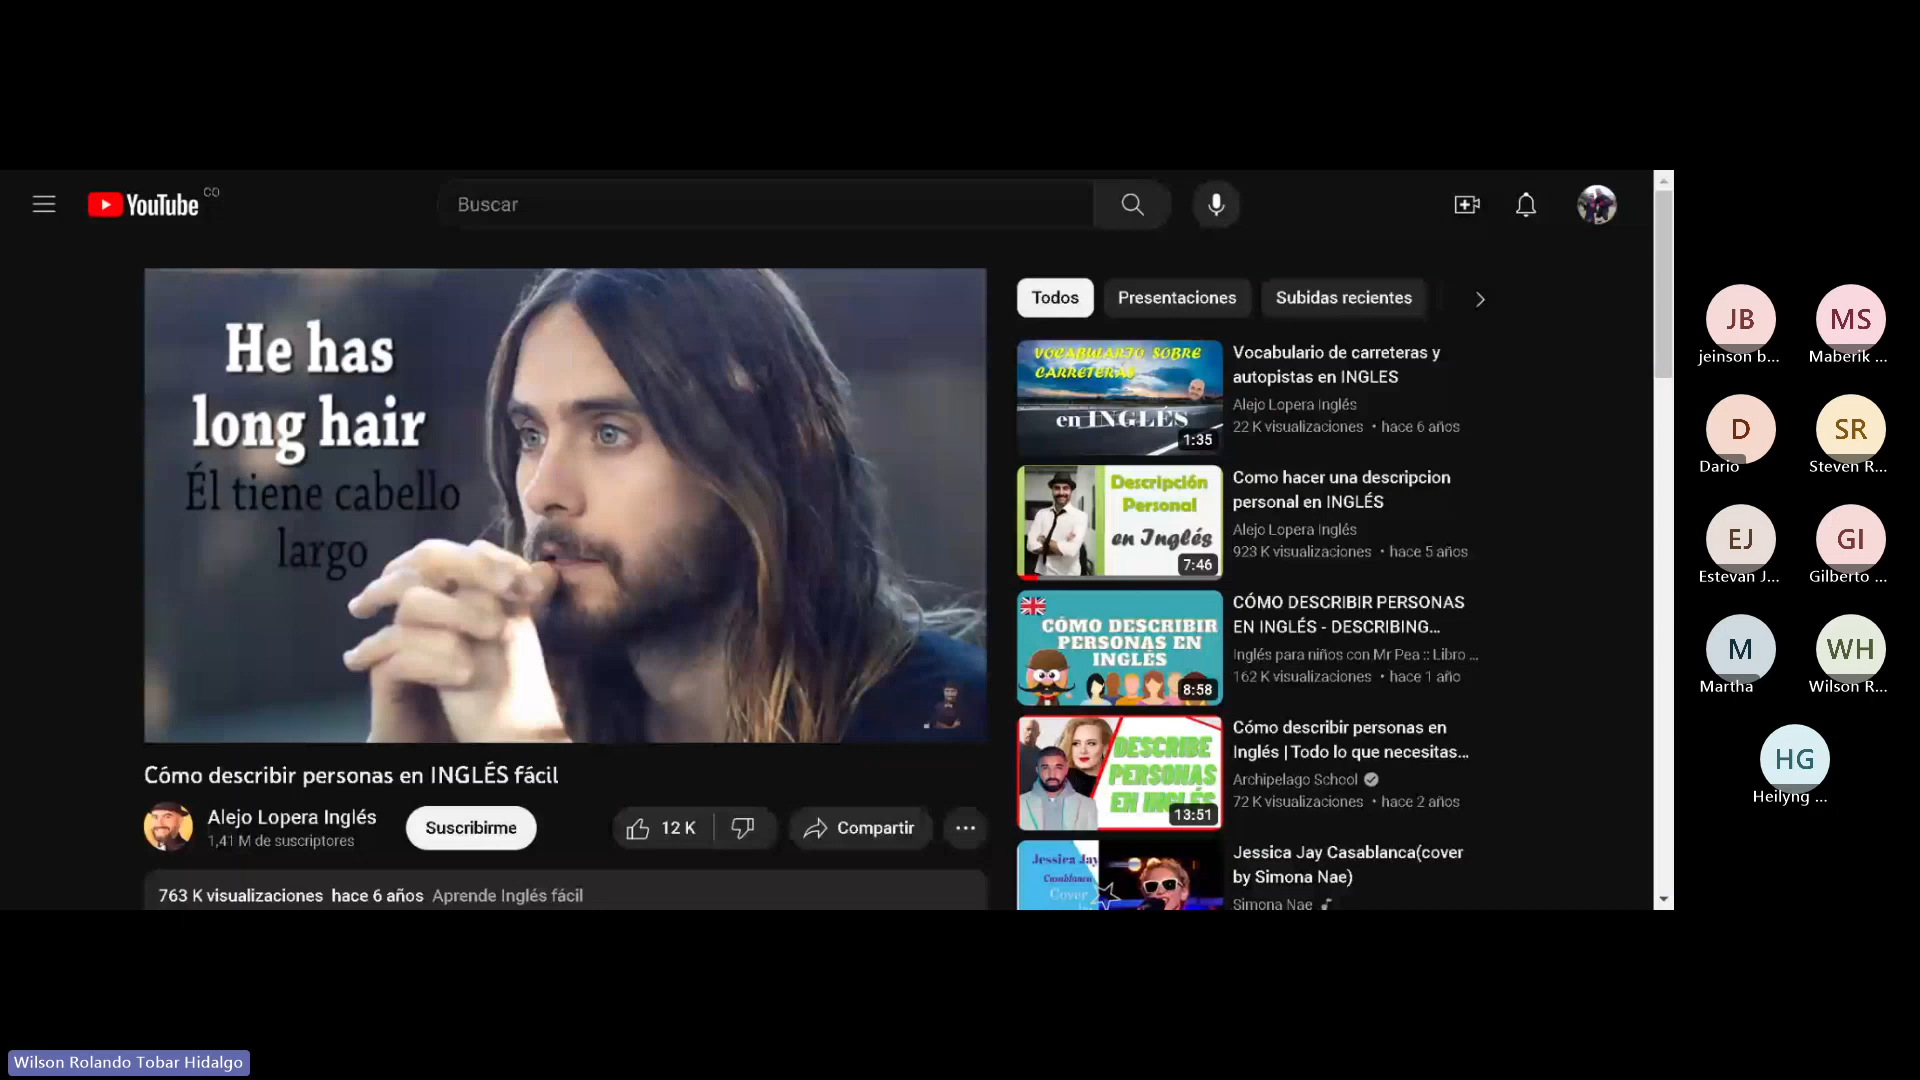 YouTube CO
Buscar
He has
long hair
Él tiene cabello
largo
Cómo describir personas en INGLÉS fácil
Alejo Lopera Inglés
1,41 M de suscriptores
Suscribirme
12 K
Compartir
763 K visualizaciones hace 6 años Aprende Inglés fácil
Todos
Presentaciones
Subidas recientes
VOCABULARIO SOBRE
CARRETERAS
en INGLÉS
1:35
Vocabulario de carreteras y
autopistas en INGLES
Alejo Lopera Inglés
22 K visualizaciones • hace 6 años
Descripción
Personal
en Inglés
7:46
Como hacer una descripcion
personal en INGLÉS
Alejo Lopera Inglés
923 K visualizaciones • hace 5 años
CÓMO DESCRIBIR
PERSONAS EN
INGLÉS
8:58
CÓMO DESCRIBIR PERSONAS
EN INGLÉS - DESCRIBING...
Inglés para niños con Mr Pea :: Libro ...
162 K visualizaciones • hace 1 año
DESCRIBE
PERSONAS
EN INGLÉS
13:51
Cómo describir personas en
Inglés | Todo lo que necesitas...
Archipelago School
72 K visualizaciones • hace 2 años
Jessica Jay
Casablanca
Cover
Jessica Jay Casablanca(cover
by Simona Nae)
Simona Nae
JB
jeinson b...
MS
Maberik ...
D
Dario
SR
Steven R...
EJ
Estevan J...
GI
Gilberto ...
M
Martha
WH
Wilson R...
HG
Heilyng ...
Wilson Rolando Tobar Hidalgo